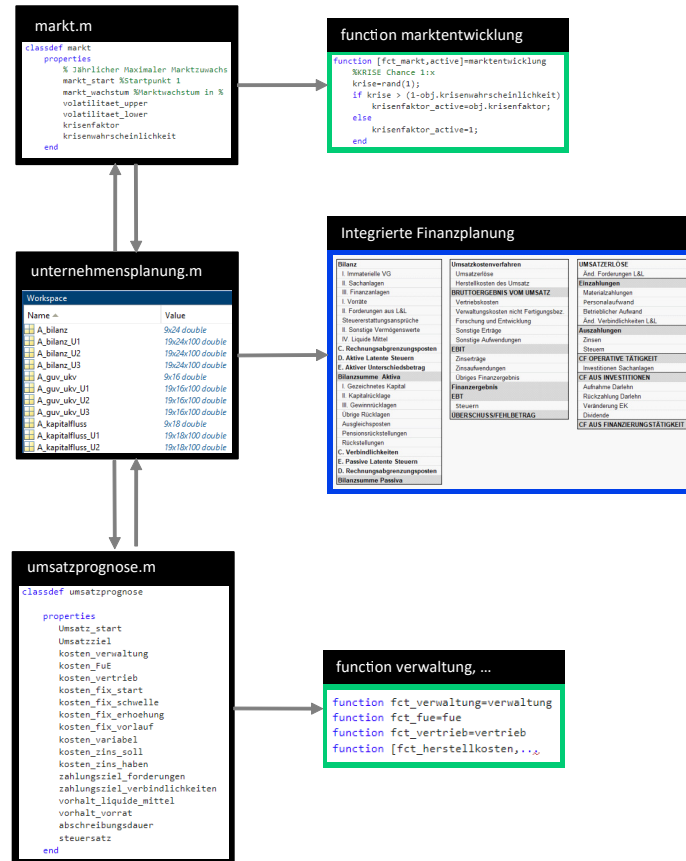 markt.m
classdef markt
properties
% Jährlicher Maximaler Marktzuwachs
markt_start %Startpunkt 1
markt_wachstum %Marktwachstum in %
volatilitaet_upper
volatilitaet_lower
krisenfaktor
krisenwahrscheinlichkeit
end
function marktentwicklung
function [fct_markt,active]=marktentwicklung
%KRISE Chance 1:x
krise=rand(1);
if krise > (1-obj.krisenwahrscheinlichkeit)
krisenfaktor_active=obj.krisenfaktor;
else
krisenfaktor_active=1;
end
unternehmensplanung.m
Workspace
Name Value
A_bilanz 9x24 double
A_bilanz_U1 19x24x100 double
A_bilanz_U2 19x24x100 double
A_bilanz_U3 19x24x100 double
A_guv_ukv 9x16 double
A_guv_ukv_U1 19x16x100 double
A_guv_ukv_U2 19x16x100 double
A_guv_ukv_U3 19x16x100 double
A_kapitalfluss 9x18 double
A_kapitalfluss_U1 19x18x100 double
A_kapitalfluss_U2 19x18x100 double
Integrierte Finanzplanung
Bilanz
I. Immaterielle VG
II. Sachanlagen
III. Finanzanlagen
I. Vorräte
II. Forderungen aus L&L
Steuererstattungsansprüche
II. Sonstige Vermögenswerte
IV. Liquide Mittel
C. Rechnungsabgrenzungsposten
D. Aktive Latente Steuern
E. Aktiver Unterschiedsbetrag
Bilanzsumme Aktiva
I. Gezeichnetes Kapital
II. Kapitalrücklage
III. Gewinnrücklagen
Übrige Rücklagen
Ausgleichsposten
Pensionsrückstellungen
Rückstellungen
C. Verbindlichkeiten
E. Passive Latente Steuern
D. Rechnungsabgrenzungsposten
Bilanzsumme Passiva
Umsatzkostenverfahren
Umsatzerlöse
Herstellkosten des Umsatz
BRUTTOERGEBNIS VOM UMSATZ
Vertriebskosten
Verwaltungskosten nicht Fertigungsbez.
Forschung und Entwicklung
Sonstige Erträge
Sonstige Aufwendungen
EBIT
Zinserträge
Zinsaufwendungen
Übriges Finanzergebnis
Finanzergebnis
EBT
Steuern
ÜBERSCHUSS/FEHLBETRAG
UMSATZERLÖSE
Änd. Forderungen L&L
Einzahlungen
Materialzahlungen
Personalaufwand
Betrieblicher Aufwand
Änd. Verbindlichkeiten L&L
Auszahlungen
Zinsen
Steuern
CF OPERATIVE TÄTIGKEIT
Investitionen Sachanlagen
CF AUS INVESTITIONEN
Aufnahme Darlehn
Rückzahlung Darlehn
Veränderung EK
Dividende
CF AUS FINANZIERUNGSTÄTIGKEIT
umsatzprognose.m
classdef umsatzprognose
properties
Umsatz_start
Umsatzziel
kosten_verwaltung
kosten_FuE
kosten_vertrieb
kosten_fix_start
kosten_fix_schwelle
kosten_fix_erhoehung
kosten_fix_vorlauf
kosten_variabel
kosten_zins_soll
kosten_zins_haben
zahlungsziel_forderungen
zahlungsziel_verbindlichkeiten
vorhalt_liquide_mittel
vorhalt_vorrat
abschreibungsdauer
steuersatz
end
function verwaltung, …
function fct_verwaltung=verwaltung
function fct_fue=fue
function fct_vertrieb=vertrieb
function [fct_herstellkosten,...